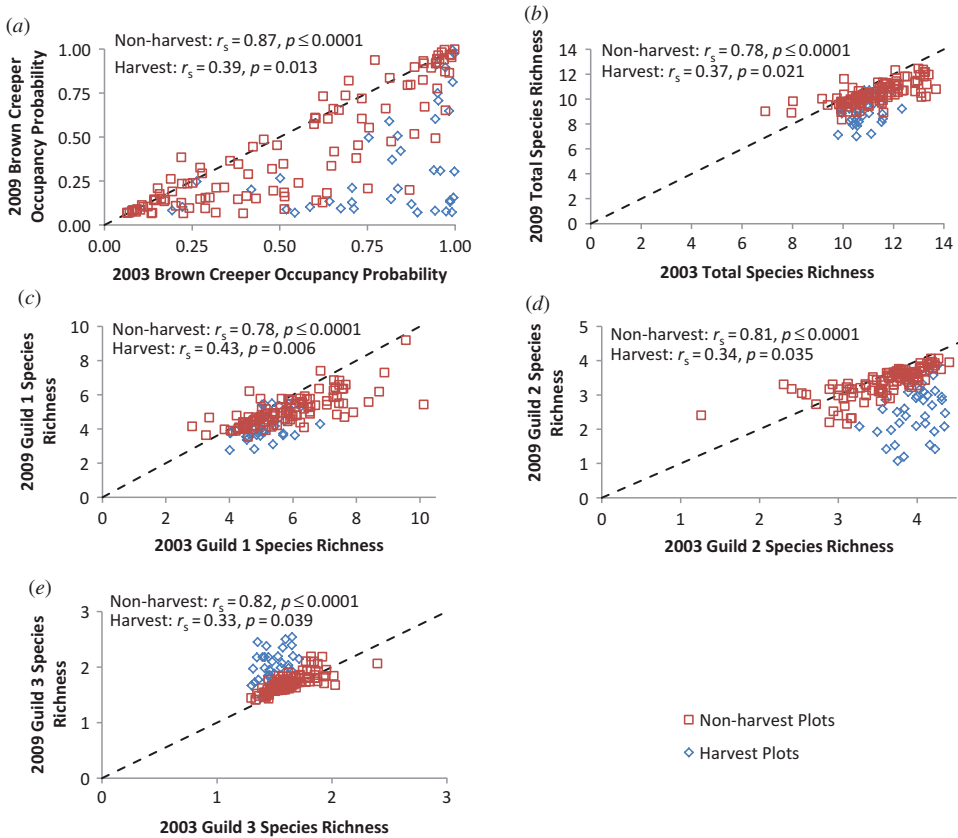 (a)
Non-harvest: rs = 0.87, p ≤ 0.0001
Harvest: rs = 0.39, p = 0.013
2009 Brown Creeper
Occupancy Probability
1.00
0.75
0.50
0.25
0.00
0.00 0.25 0.50 0.75 1.00
2003 Brown Creeper Occupancy Probability
(b)
Non-harvest: rs = 0.78, p ≤ 0.0001
Harvest: rs = 0.37, p = 0.021
2009 Total Species Richness
14
12
10
8
6
4
2
0
0 2 4 6 8 10 12 14
2003 Total Species Richness
(c)
Non-harvest: rs = 0.78, p ≤ 0.0001
Harvest: rs = 0.43, p = 0.006
2009 Guild 1 Species
Richness
10
8
6
4
2
0
0 2 4 6 8 10
2003 Guild 1 Species Richness
(d)
Non-harvest: rs = 0.81, p ≤ 0.0001
Harvest: rs = 0.34, p = 0.035
2009 Guild 2 Species
Richness
5
4
3
2
1
0
0 1 2 3 4
2003 Guild 2 Species Richness
(e)
Non-harvest: rs = 0.82, p ≤ 0.0001
Harvest: rs = 0.33, p = 0.039
2009 Guild 3 Species
Richness
3
2
1
0
0 1 2 3
2003 Guild 3 Species Richness
Non-harvest Plots
Harvest Plots